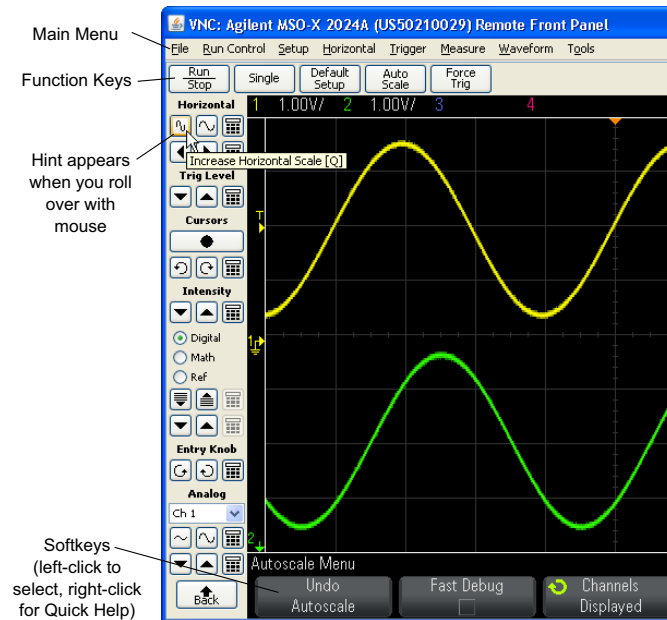 VNC: Agilent MSO-X 2024A (US50210029) Remote Front Panel
Main Menu
File Run Control Setup Horizontal Trigger Measure Waveform Tools
Function Keys
Run Stop
Single
Default Setup
Auto Scale
Force Trig
Horizontal
1 1.00V/ 2 1.00V/ 3 4
Hint appears
when you roll
over with
mouse
Increase Horizontal Scale [Q]
Trig Level
T
Cursors
Intensity
Digital
1
Math
Ref
Entry Knob
Analog
Ch 1
2
Softkeys
(left-click to
select, right-click
for Quick Help)
Autoscale Menu
Back
Undo
Autoscale
Fast Debug
Channels
Displayed